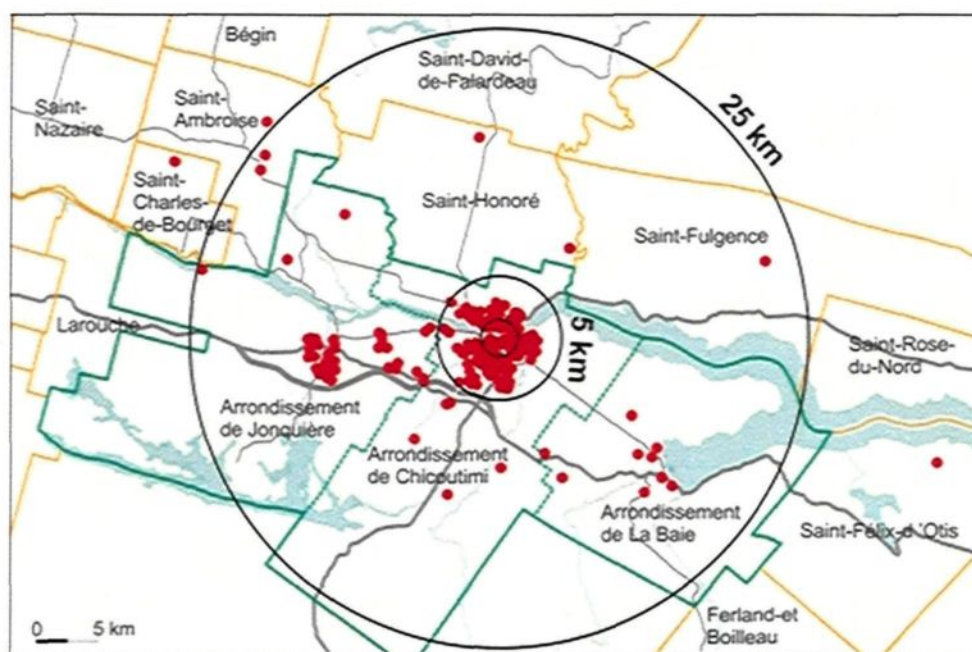 Bégin
Saint-David-
de-Falardeau
25 km
Saint-
Nazaire
Saint-
Ambroise
Saint-
Charles-
de-Bourget
Saint-Honoré
Saint-Fulgence
Larouche
5 km
Saint-Rose-
du-Nord
Arrondissement
de Jonquière
Arrondissement
de Chicoutimi
Arrondissement
de La Baie
Saint-Félix-d'Otis
Ferland-et
Boilleau
0 5 km